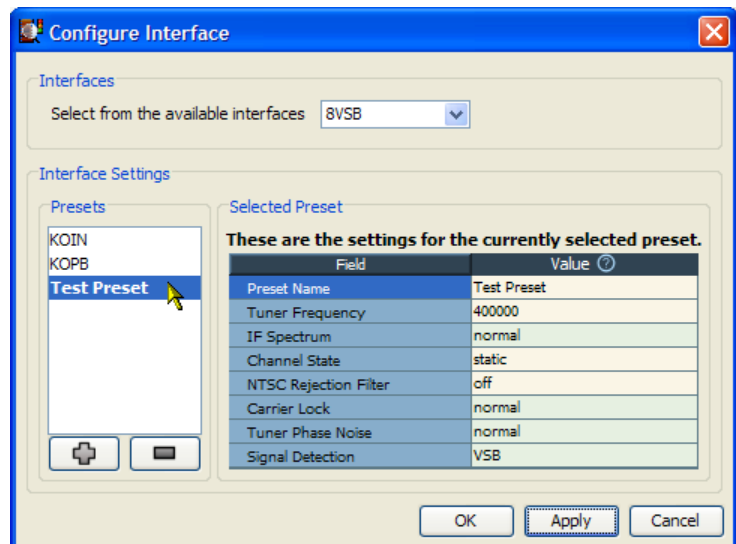 Configure Interface
Interfaces
Select from the available interfaces 8VSB
Interface Settings
Presets
KOIN
KOPB
Test Preset
Selected Preset
These are the settings for the currently selected preset.
Field Value ?
Preset Name Test Preset
Tuner Frequency 400000
IF Spectrum normal
Channel State static
NTSC Rejection Filter off
Carrier Lock normal
Tuner Phase Noise normal
Signal Detection VSB
OK Apply Cancel